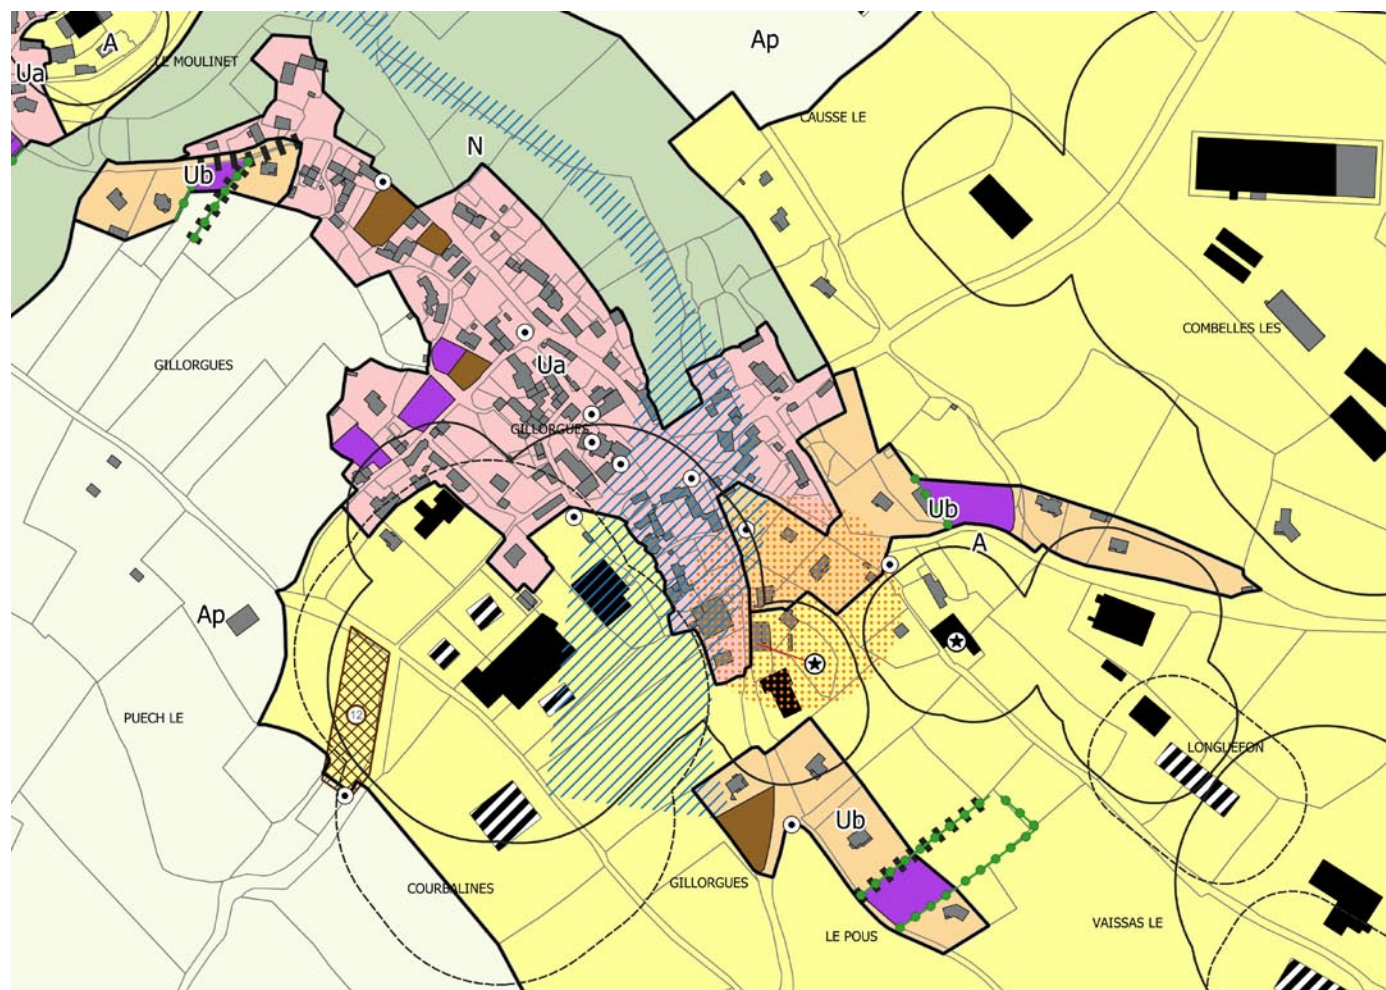 A
Ap
LE MOULINET
Ua
CAUSSE LE
N
Ub
COMBELLES LES
GILLORGUES
Ua
GILLORGUES
Ub
A
Ap
12
PUECH LE
LONGUEFON
Ub
GILLORGUES
COURBALINES
VAISSAS LE
LE POUS